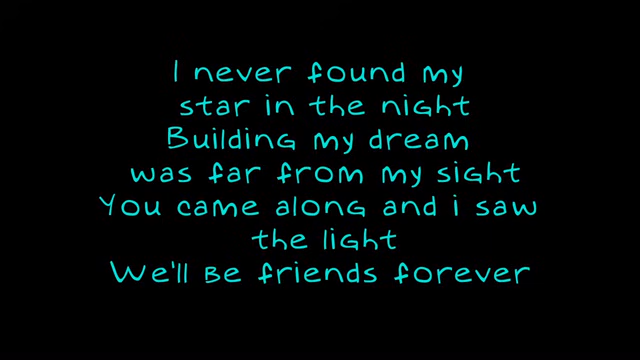 I never found my
star in the night
Building my dream
was far from my sight
You came along and i saw
the light
We'll Be friends forever